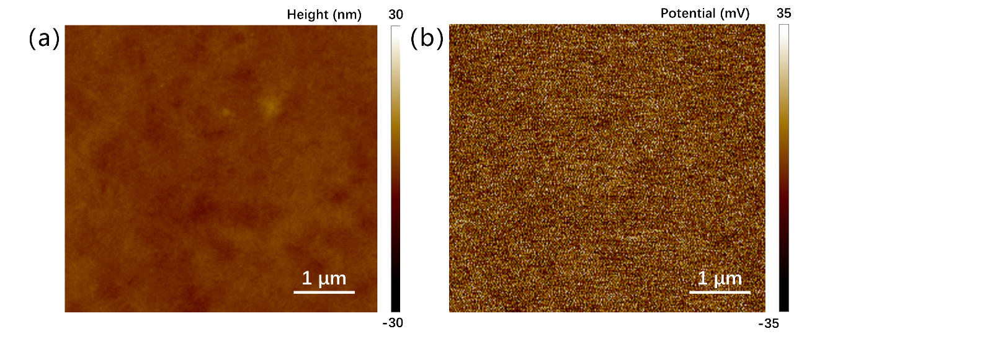 (a)
Height (nm)
30
1 μm
-30
(b)
Potential (mV)
35
1 μm
-35